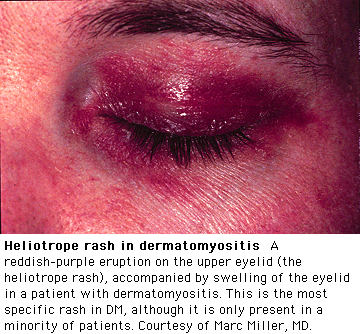 Heliotrope rash in dermatomyositis A
reddish-purple eruption on the upper eyelid (the
heliotrope rash), accompanied by swelling of the eyelid
in a patient with dermatomyositis. This is the most
specific rash in DM, although it is only present in a
minority of patients. Courtesy of Marc Miller, MD.